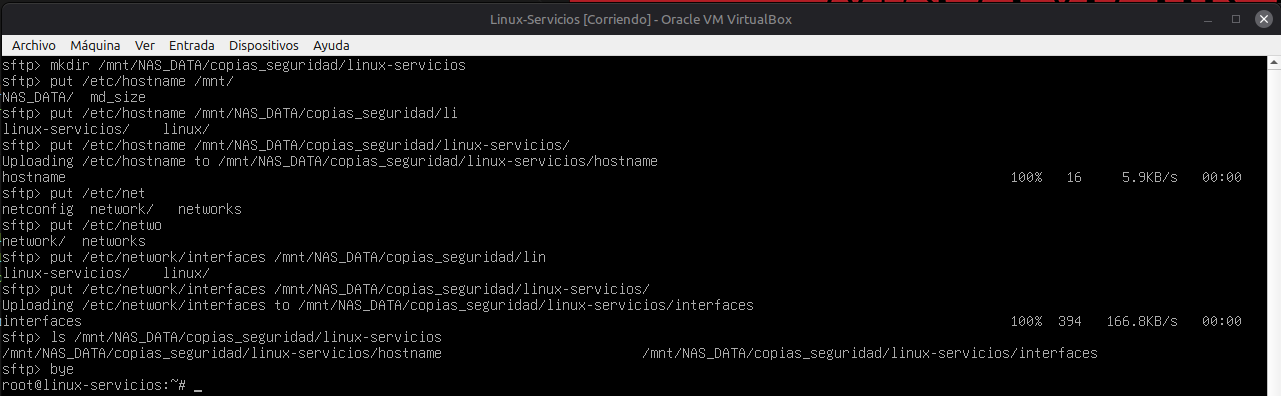 Linux-Servicios [Corriendo] - Oracle VM VirtualBox
Archivo Máquina Ver Entrada Dispositivos Ayuda
sftp> mkdir /mnt/NAS_DATA/copias_seguridad/linux-servicios
sftp> put /etc/hostname /mnt/
NAS_DATA/ md_size
sftp> put /etc/hostname /mnt/NAS_DATA/copias_seguridad/li
linux-servicios/ linux/
sftp> put /etc/hostname /mnt/NAS_DATA/copias_seguridad/linux-servicios/
Uploading /etc/hostname to /mnt/NAS_DATA/copias_seguridad/linux-servicios/hostname
hostname 100% 16 5.9KB/s 00:00
sftp> put /etc/net
netconfig network/ networks
sftp> put /etc/netwo
network/ networks
sftp> put /etc/network/interfaces /mnt/NAS_DATA/copias_seguridad/lin
linux-servicios/ linux/
sftp> put /etc/network/interfaces /mnt/NAS_DATA/copias_seguridad/linux-servicios/
Uploading /etc/network/interfaces to /mnt/NAS_DATA/copias_seguridad/linux-servicios/interfaces
interfaces 100% 394 166.8KB/s 00:00
sftp> ls /mnt/NAS_DATA/copias_seguridad/linux-servicios
/mnt/NAS_DATA/copias_seguridad/linux-servicios/hostname /mnt/NAS_DATA/copias_seguridad/linux-servicios/interfaces
sftp> bye
root@linux-servicios:~# _